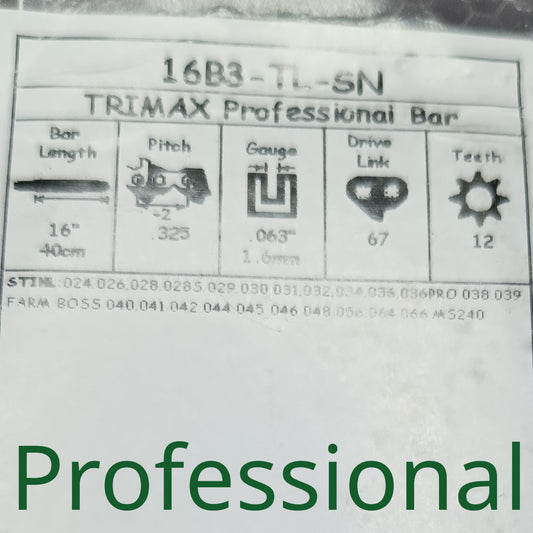 16B3-TL-SN
TRIMAX Professional Bar
Bar
Length
16"
40cm
Pitch
-2
.325
Gauge
.063"
1.6mm
Drive
Link
67
Teeth
12
STIHL:024.026,028,028S 029 030 031,032,034,036,036PRO 038 039
FARM BOSS 040,041 042 044 045 046 048 056 064 066 MS240
Professional